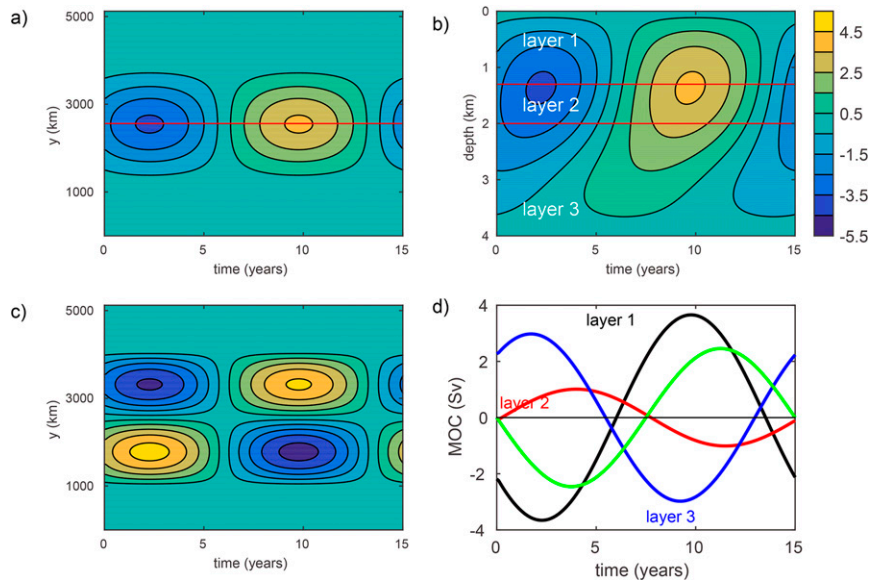 a)
5000
3000
1000
y (km)
0
5
10
15
time (years)
b)
0
1
2
3
4
depth (km)
layer 1
layer 2
layer 3
0
5
10
15
time (years)
4.5
2.5
0.5
-1.5
-3.5
-5.5
c)
5000
3000
1000
y (km)
0
5
10
15
time (years)
d)
4
2
0
-2
-4
MOC (Sv)
layer 1
layer 2
layer 3
0
5
10
15
time (years)